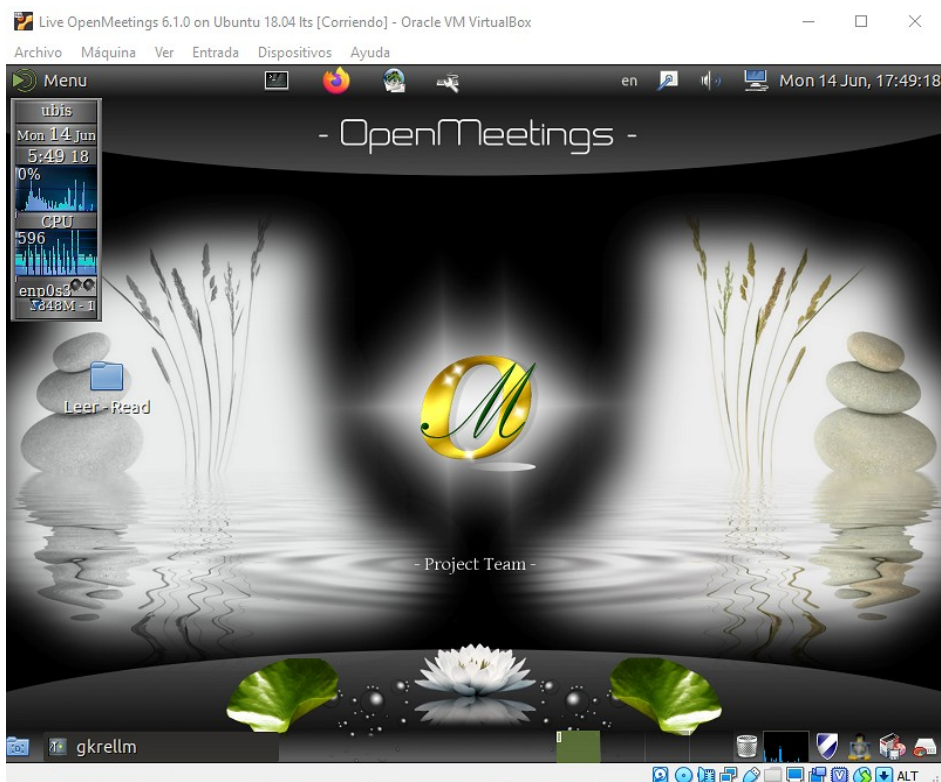 Live OpenMeetings 6.1.0 on Ubuntu 18.04 lts [Corriendo] - Oracle VM VirtualBox
Archivo Máquina Ver Entrada Dispositivos Ayuda
Menu en Mon 14 Jun, 17:49:18
ubis
Mon 14 Jun
5:49 18
0%
CPU
596
enp0s3
- OpenMeetings -
Leer - Read
OM
- Project Team -
gkrellm
ALT